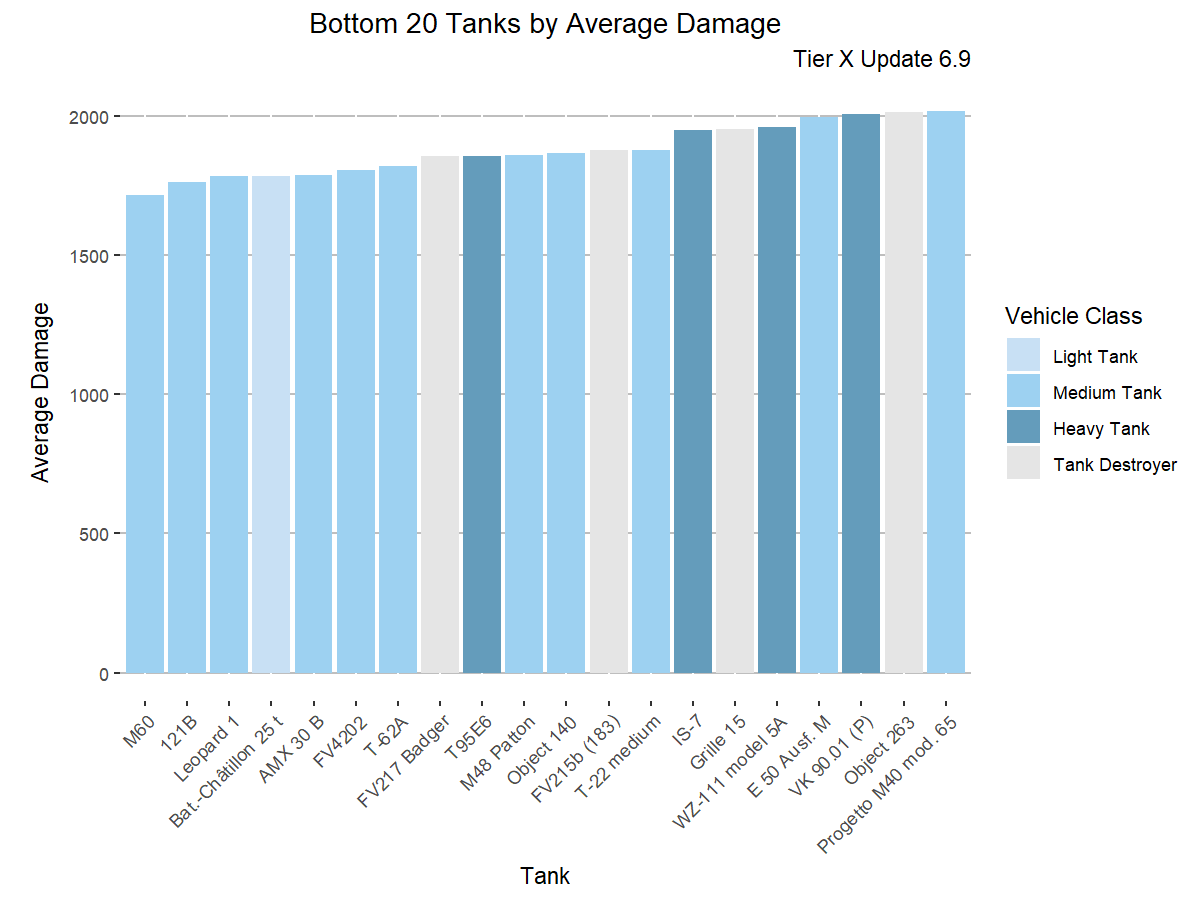 Bottom 20 Tanks by Average Damage
Tier X Update 6.9
Average Damage
2000
1500
1000
500
0
M60
121B
Leopard 1
Bat.-Châtillon 25 t
AMX 30 B
FV4202
T-62A
FV217 Badger
T95E6
M48 Patton
Object 140
FV215b (183)
T-22 medium
IS-7
Grille 15
WZ-111 model 5A
E 50 Ausf. M
VK 90.01 (P)
Object 263
Progetto M40 mod. 65
Tank
Vehicle Class
Light Tank
Medium Tank
Heavy Tank
Tank Destroyer